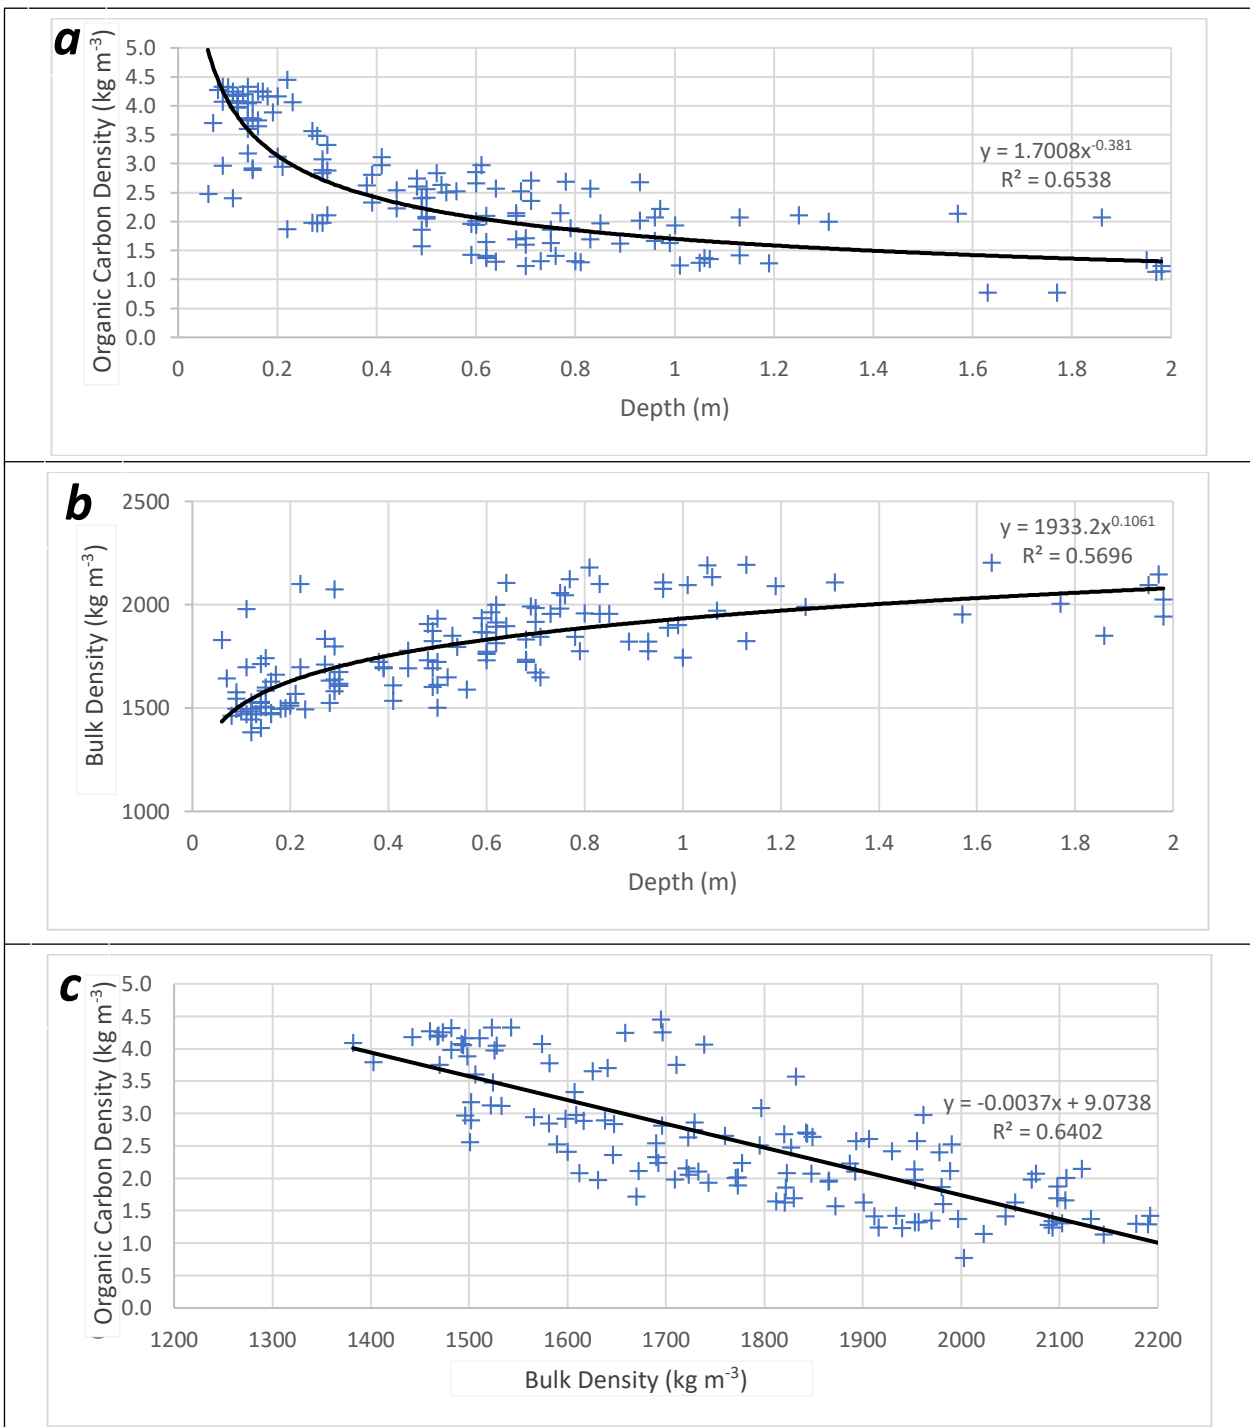 a
Organic Carbon Density (kg m-3)
5.0
4.5
4.0
3.5
3.0
2.5
2.0
1.5
1.0
0.5
0.0
y = 1.7008x-0.381
R² = 0.6538
0 0.2 0.4 0.6 0.8 1 1.2 1.4 1.6 1.8 2
Depth (m)
b
Bulk Density (kg m-3)
2500
2000
1500
1000
y = 1933.2x0.1061
R² = 0.5696
0 0.2 0.4 0.6 0.8 1 1.2 1.4 1.6 1.8 2
Depth (m)
c
Organic Carbon Density (kg m-3)
5.0
4.5
4.0
3.5
3.0
2.5
2.0
1.5
1.0
0.5
0.0
y = -0.0037x + 9.0738
R² = 0.6402
1200 1300 1400 1500 1600 1700 1800 1900 2000 2100 2200
Bulk Density (kg m-3)